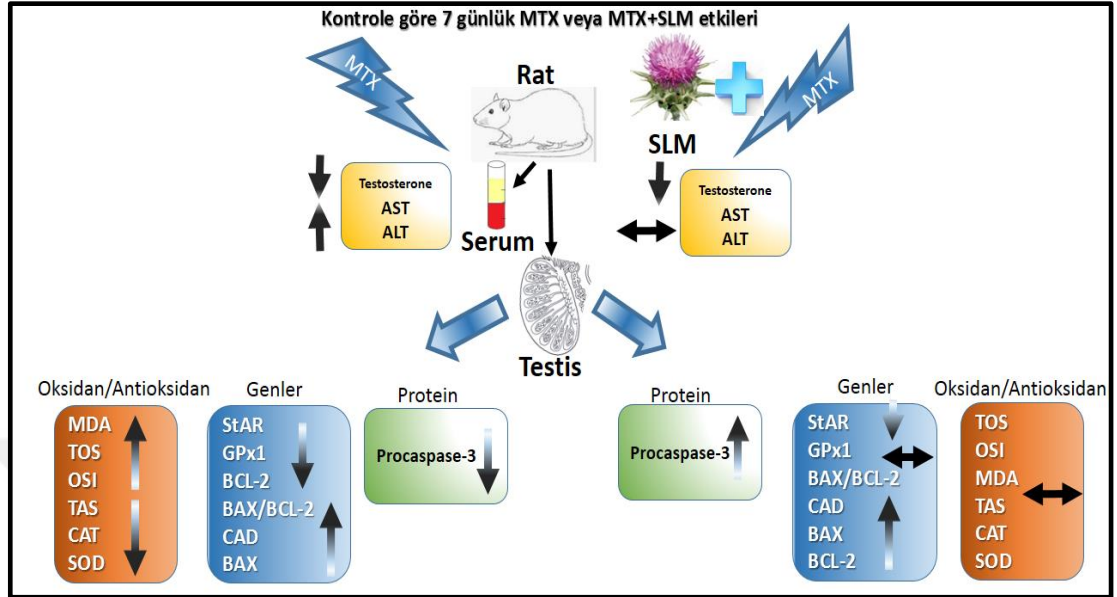 Kontrole göre 7 günlük MTX veya MTX+SLM etkileri
MTX
Rat
SLM
MTX
Testosterone
AST
ALT
Serum
Testosterone
AST
ALT
Testis
Oksidan/Antioksidan
MDA
TOS
OSI
TAS
CAT
SOD
Genler
StAR
GPx1
BCL-2
BAX/BCL-2
CAD
BAX
Protein
Procaspase-3
Protein
Procaspase-3
Genler
StAR
GPx1
BAX/BCL-2
CAD
BAX
BCL-2
Oksidan/Antioksidan
TOS
OSI
MDA
TAS
CAT
SOD